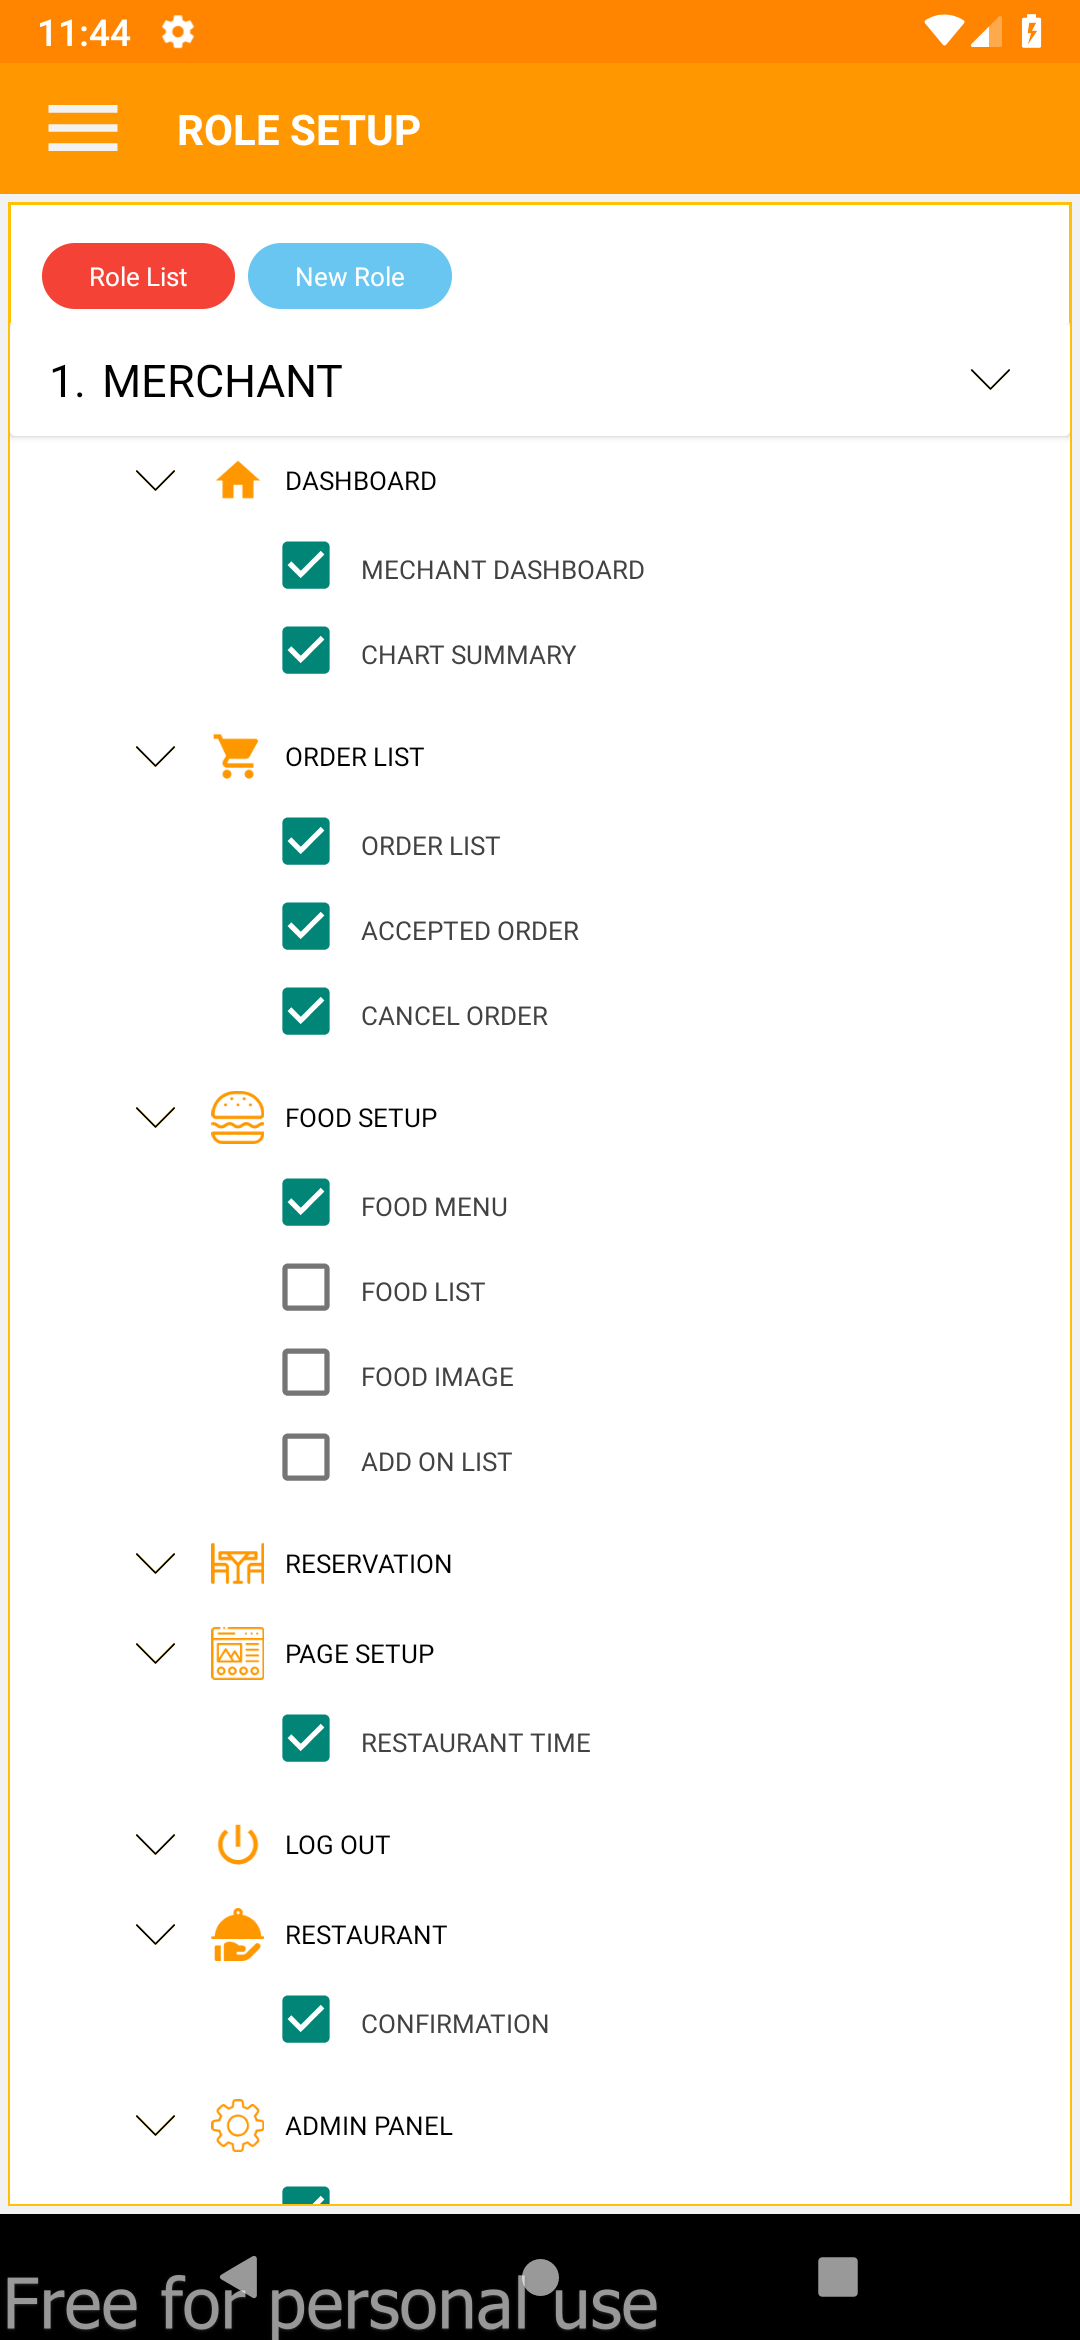 11:44
ROLE SETUP
Role List
New Role
1. MERCHANT
DASHBOARD
MECHANT DASHBOARD
CHART SUMMARY
ORDER LIST
ORDER LIST
ACCEPTED ORDER
CANCEL ORDER
FOOD SETUP
FOOD MENU
FOOD LIST
FOOD IMAGE
ADD ON LIST
RESERVATION
PAGE SETUP
RESTAURANT TIME
LOG OUT
RESTAURANT
CONFIRMATION
ADMIN PANEL
Free for personal use